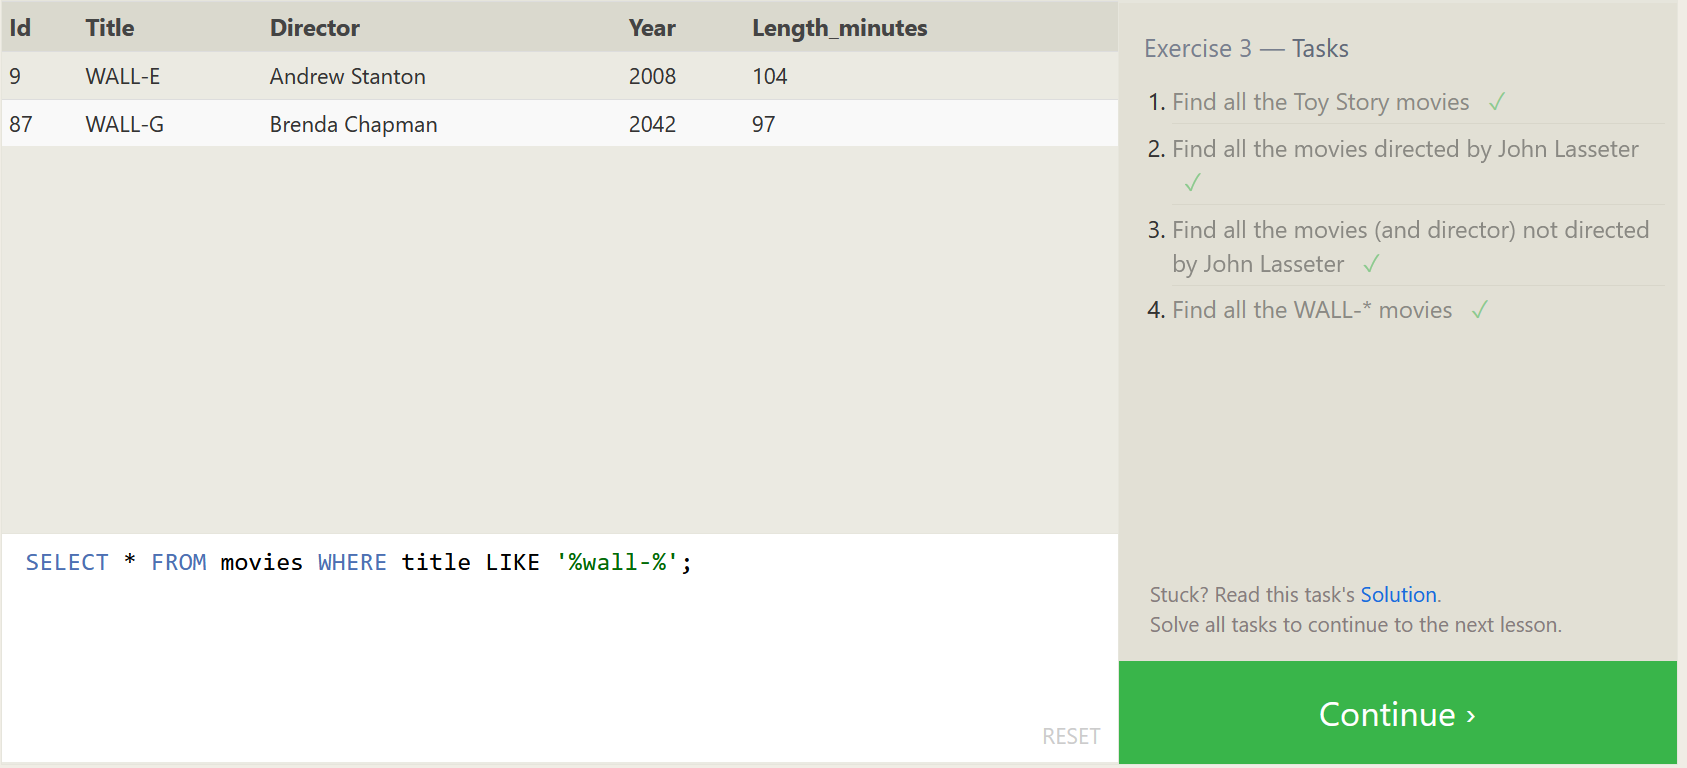 Id Title Director Year Length_minutes
9 WALL-E Andrew Stanton 2008 104
87 WALL-G Brenda Chapman 2042 97
SELECT * FROM movies WHERE title LIKE '%wall-%';
RESET
Exercise 3 — Tasks
1. Find all the Toy Story movies ✓
2. Find all the movies directed by John Lasseter
✓
3. Find all the movies (and director) not directed
by John Lasseter ✓
4. Find all the WALL-* movies ✓
Stuck? Read this task's Solution.
Solve all tasks to continue to the next lesson.
Continue ›